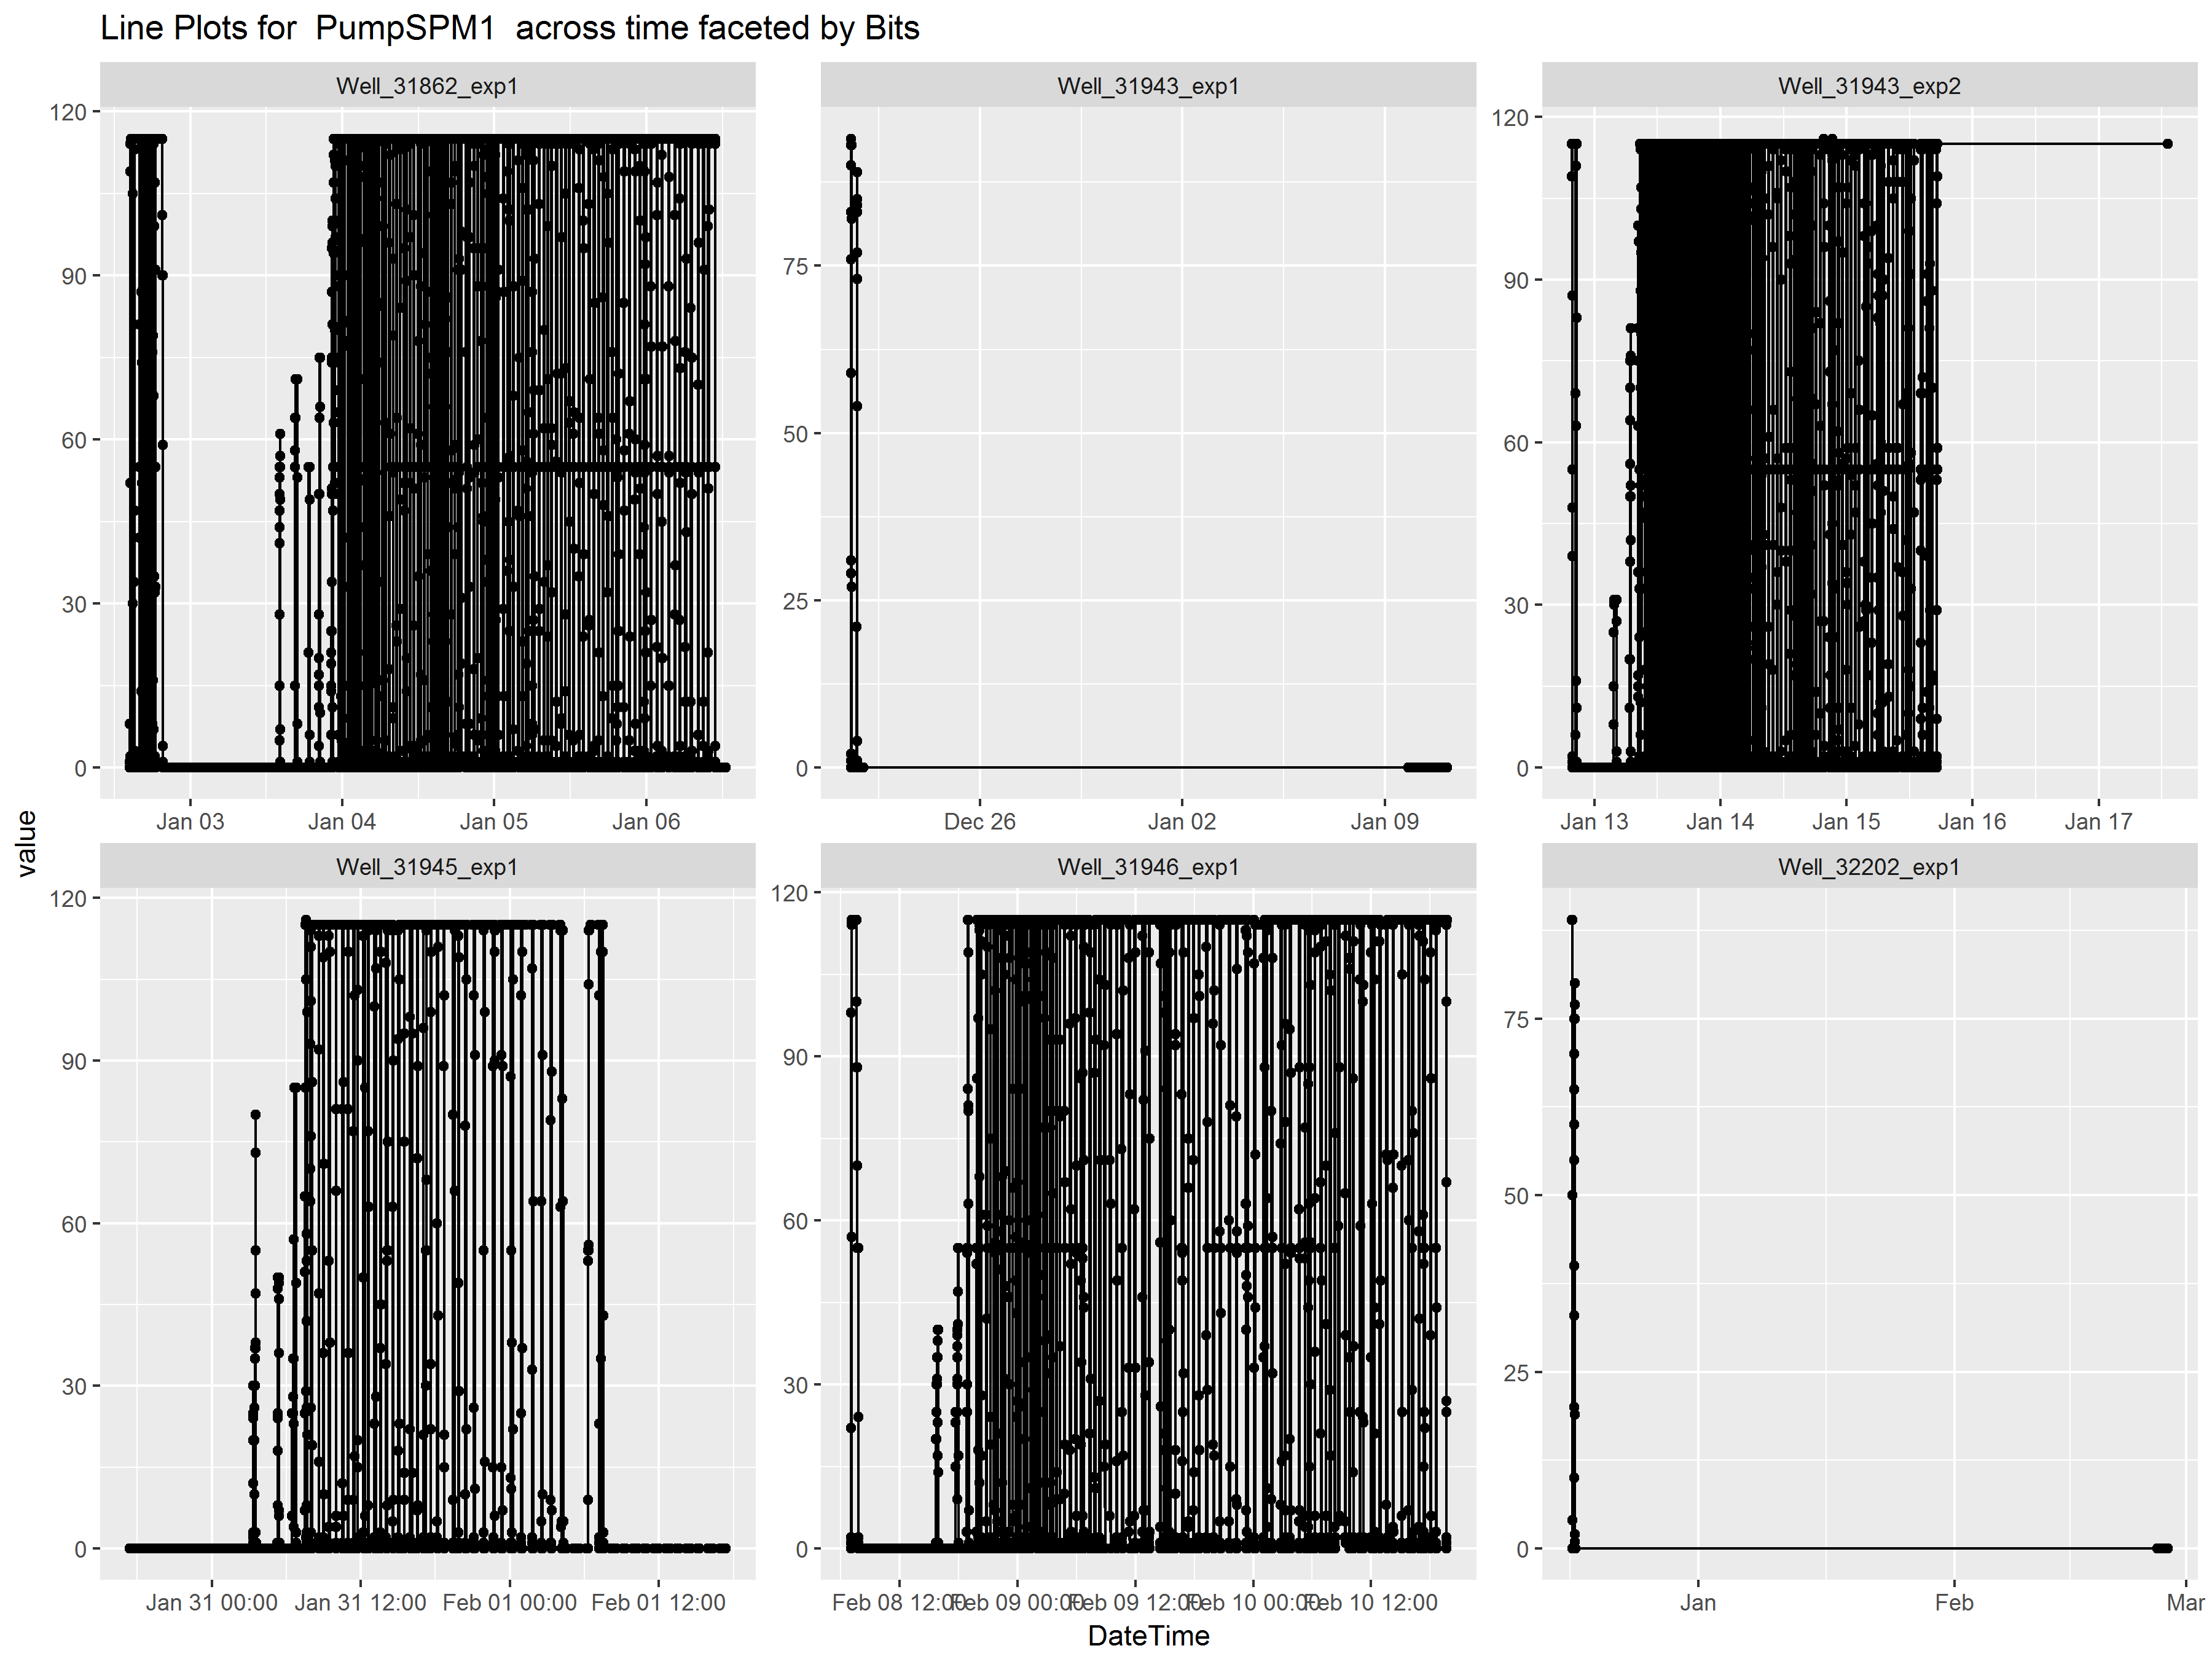 Line Plots for  PumpSPM1  across time faceted by Bits
Well_31862_exp1
Well_31943_exp1
Well_31943_exp2
120
90
60
30
0
75
50
25
0
120
90
60
30
0
Jan 03 Jan 04 Jan 05 Jan 06
Dec 26 Jan 02 Jan 09
Jan 13 Jan 14 Jan 15 Jan 16 Jan 17
value
Well_31945_exp1
Well_31946_exp1
Well_32202_exp1
120
90
60
30
0
120
90
60
30
0
75
50
25
0
Jan 31 00:00 Jan 31 12:00 Feb 01 00:00 Feb 01 12:00
Feb 08 12:00 Feb 09 00:00 Feb 09 12:00 Feb 10 00:00 Feb 10 12:00
Jan Feb Mar
DateTime